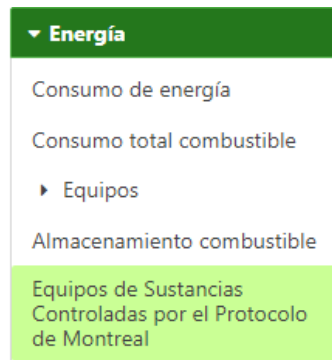 Energía
Consumo de energía
Consumo total combustible
Equipos
Almacenamiento combustible
Equipos de Sustancias
Controladas por el Protocolo
de Montreal